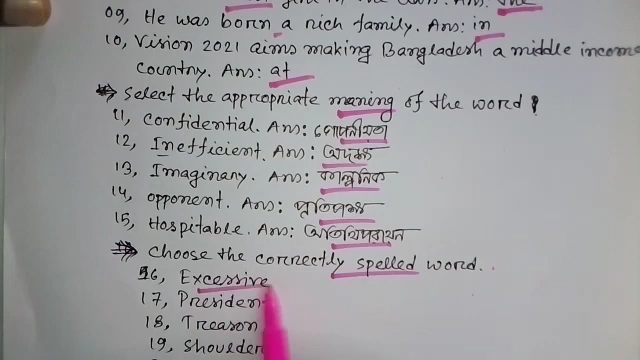 09, He was born a rich family. Ans: in
10, Vision 2021 aims making Bangladesh a middle income
country. Ans: at
Select the appropriate maning of the word!
11, Confidential. Ans: গোপনীয়তা
12, Inefficient. Ans: অদক্ষ
13, Imaginary. Ans: কাল্পনিক
14, opponent. Ans: প্রতিপক্ষ
15, Hospitable. Ans: অতিথিপরায়ন
Choose the correctly spelled word.
16, Excessive
17, Presiden
18, Treason
19, Shoulder